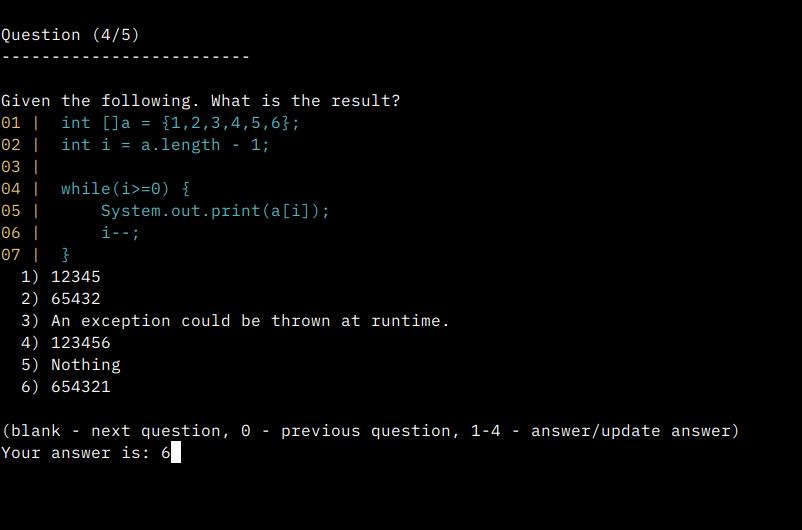 Question (4/5)
-------------------------
Given the following. What is the result?
01 |  int []a = {1,2,3,4,5,6};
02 |  int i = a.length - 1;
03 |
04 |  while(i>=0) {
05 |      System.out.print(a[i]);
06 |      i--;
07 |  }
  1) 12345
  2) 65432
  3) An exception could be thrown at runtime.
  4) 123456
  5) Nothing
  6) 654321
(blank - next question, 0 - previous question, 1-4 - answer/update answer)
Your answer is: 6